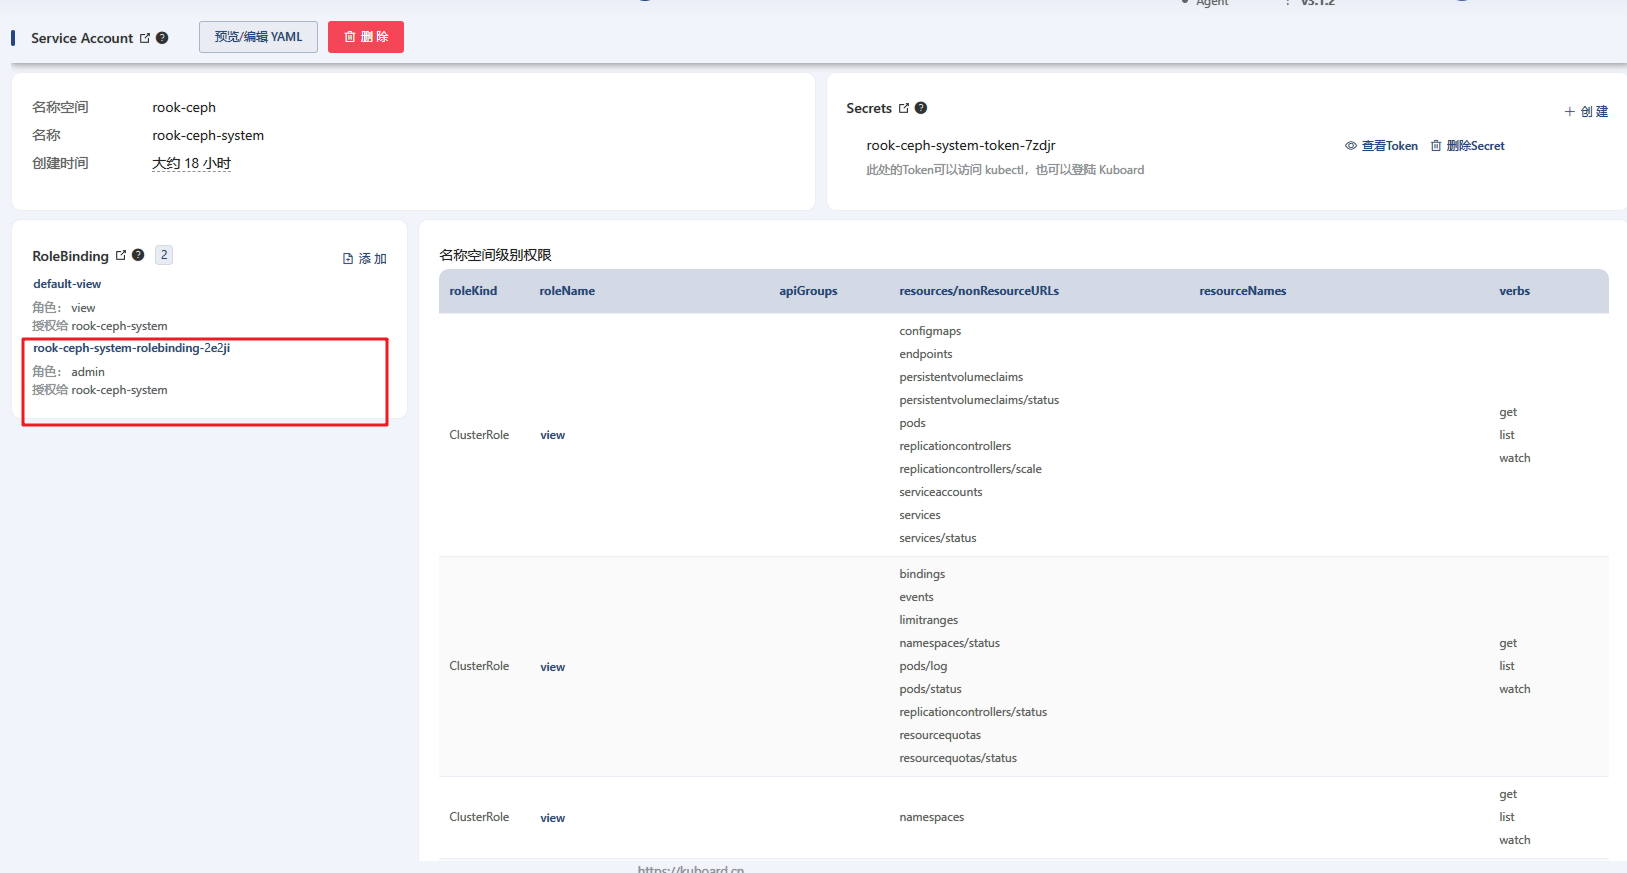 Agent
v3.1.2
Service Account
预览/编辑 YAML
删 除
名称空间 rook-ceph
名称 rook-ceph-system
创建时间 大约 18 小时
Secrets
创 建
rook-ceph-system-token-7zdjr
查看Token
删除Secret
此处的Token可以访问 kubectl，也可以登陆 Kuboard
RoleBinding 2
添 加
default-view
角色： view
授权给 rook-ceph-system
rook-ceph-system-rolebinding-2e2ji
角色： admin
授权给 rook-ceph-system
名称空间级别权限
roleKind roleName apiGroups resources/nonResourceURLs resourceNames verbs
configmaps
endpoints
persistentvolumeclaims
persistentvolumeclaims/status
pods
replicationcontrollers
replicationcontrollers/scale
serviceaccounts
services
services/status
ClusterRole
view
get
list
watch
bindings
events
limitranges
namespaces/status
pods/log
pods/status
replicationcontrollers/status
resourcequotas
resourcequotas/status
ClusterRole
view
get
list
watch
ClusterRole
view
namespaces
get
list
watch
https://kuboard.cn